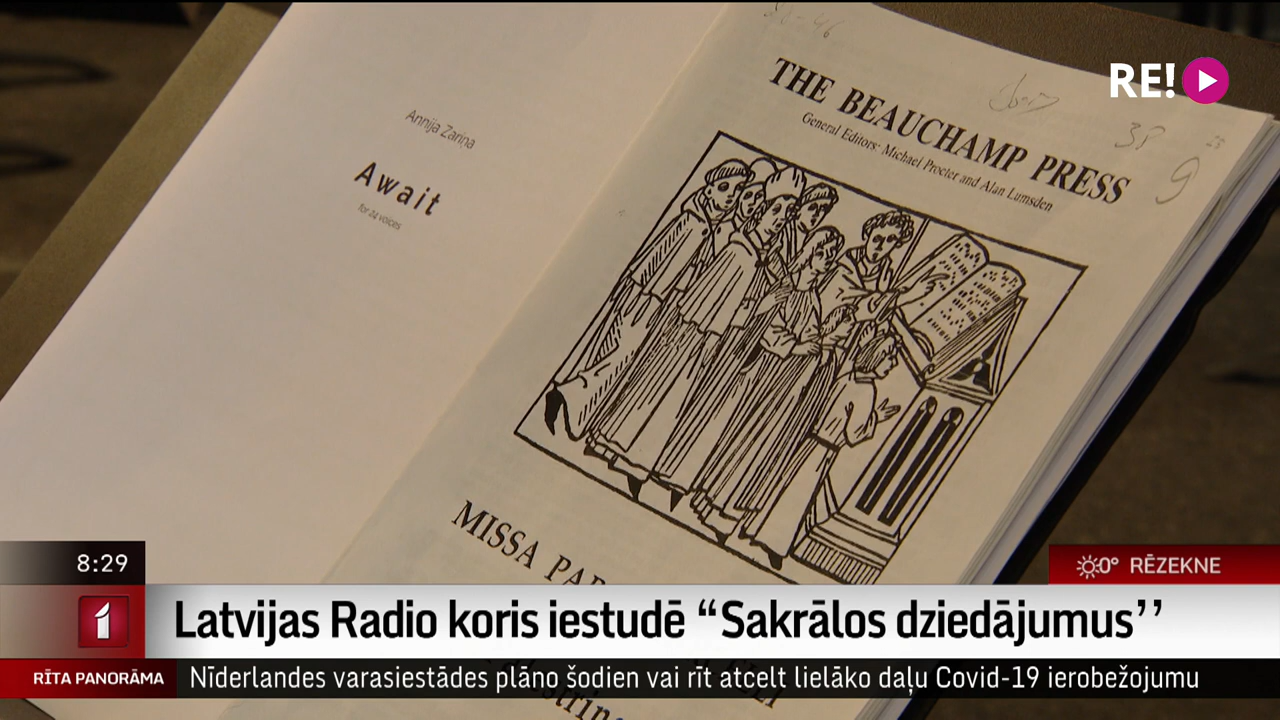 RE!
THE BEAUCHAMP PRESS
General Editors: Michael Procter and Alan Lumsden
Annija Zariņa
Await
for 24 voices
MISSA
8:29
0° RĒZEKNE
1
Latvijas Radio koris iestudē “Sakrālos dziedājumus’’
RĪTA PANORĀMA
Nīderlandes varasiestādes plāno šodien vai rīt atcelt lielāko daļu Covid-19 ierobežojumu